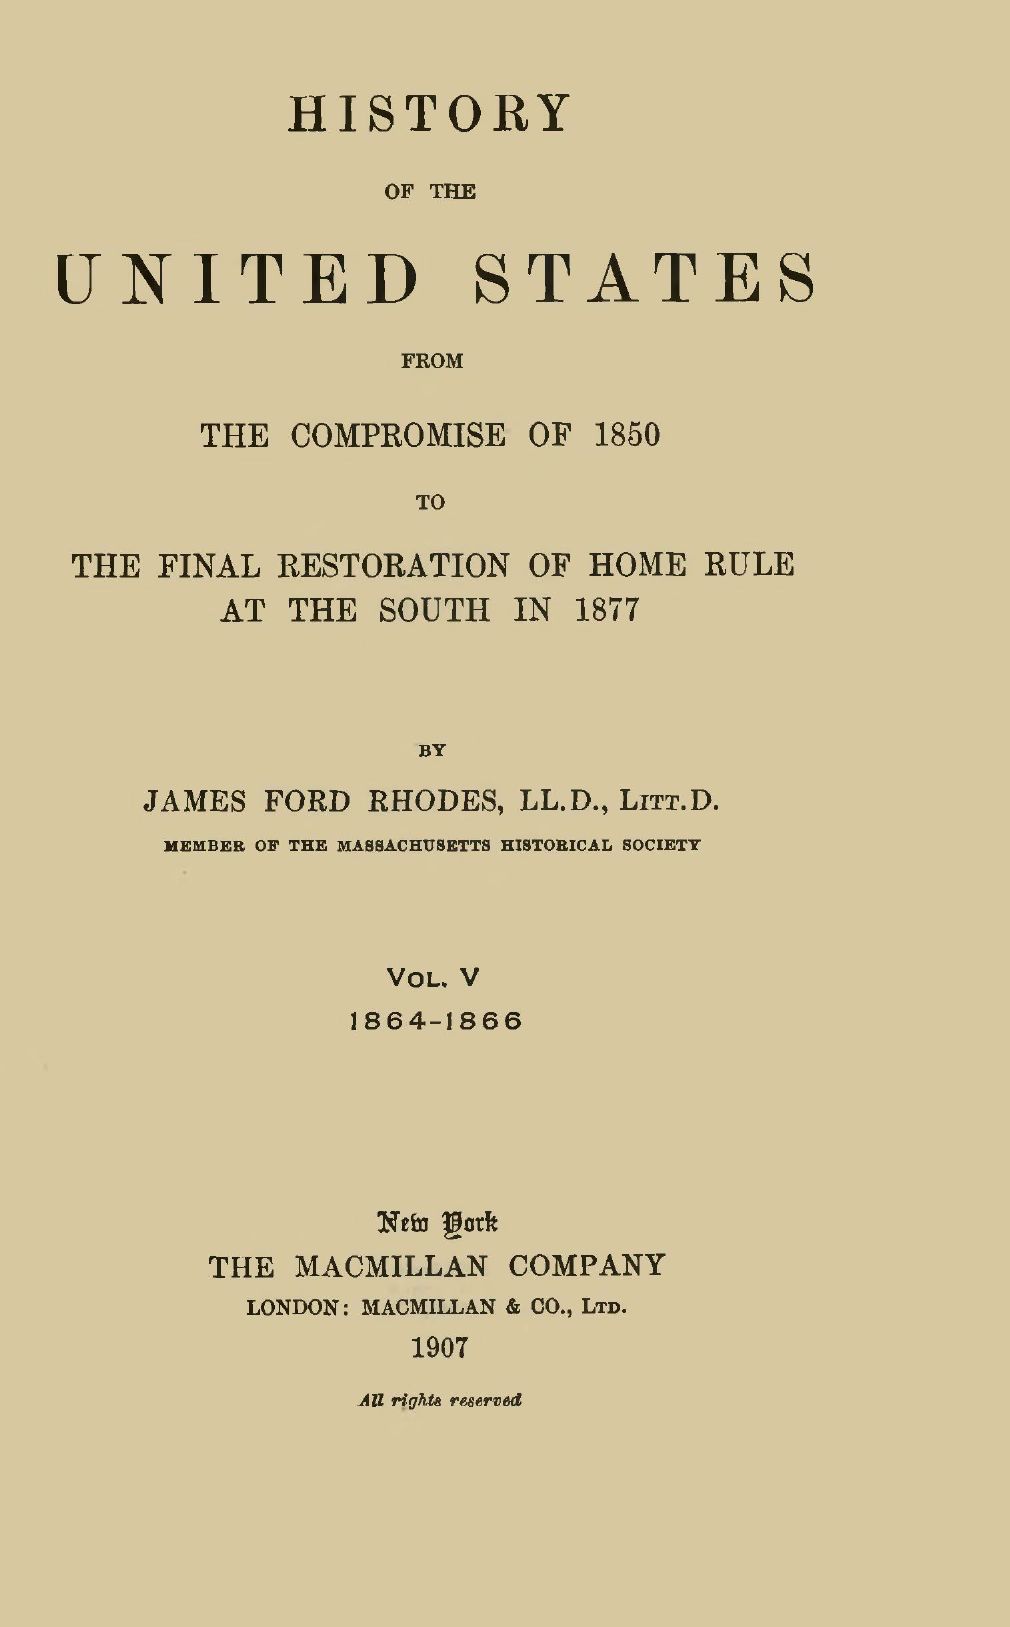 HISTORY
OF THE
UNITED STATES
FROM
THE COMPROMISE OF 1850
TO
THE FINAL RESTORATION OF HOME RULE
AT THE SOUTH IN 1877
BY
JAMES FORD RHODES, LL.D., LITT.D.
MEMBER OF THE MASSACHUSETTS HISTORICAL SOCIETY
VOL. V
1864-1866
New York
THE MACMILLAN COMPANY
LONDON: MACMILLAN & CO., LTD.
1907
All rights reserved